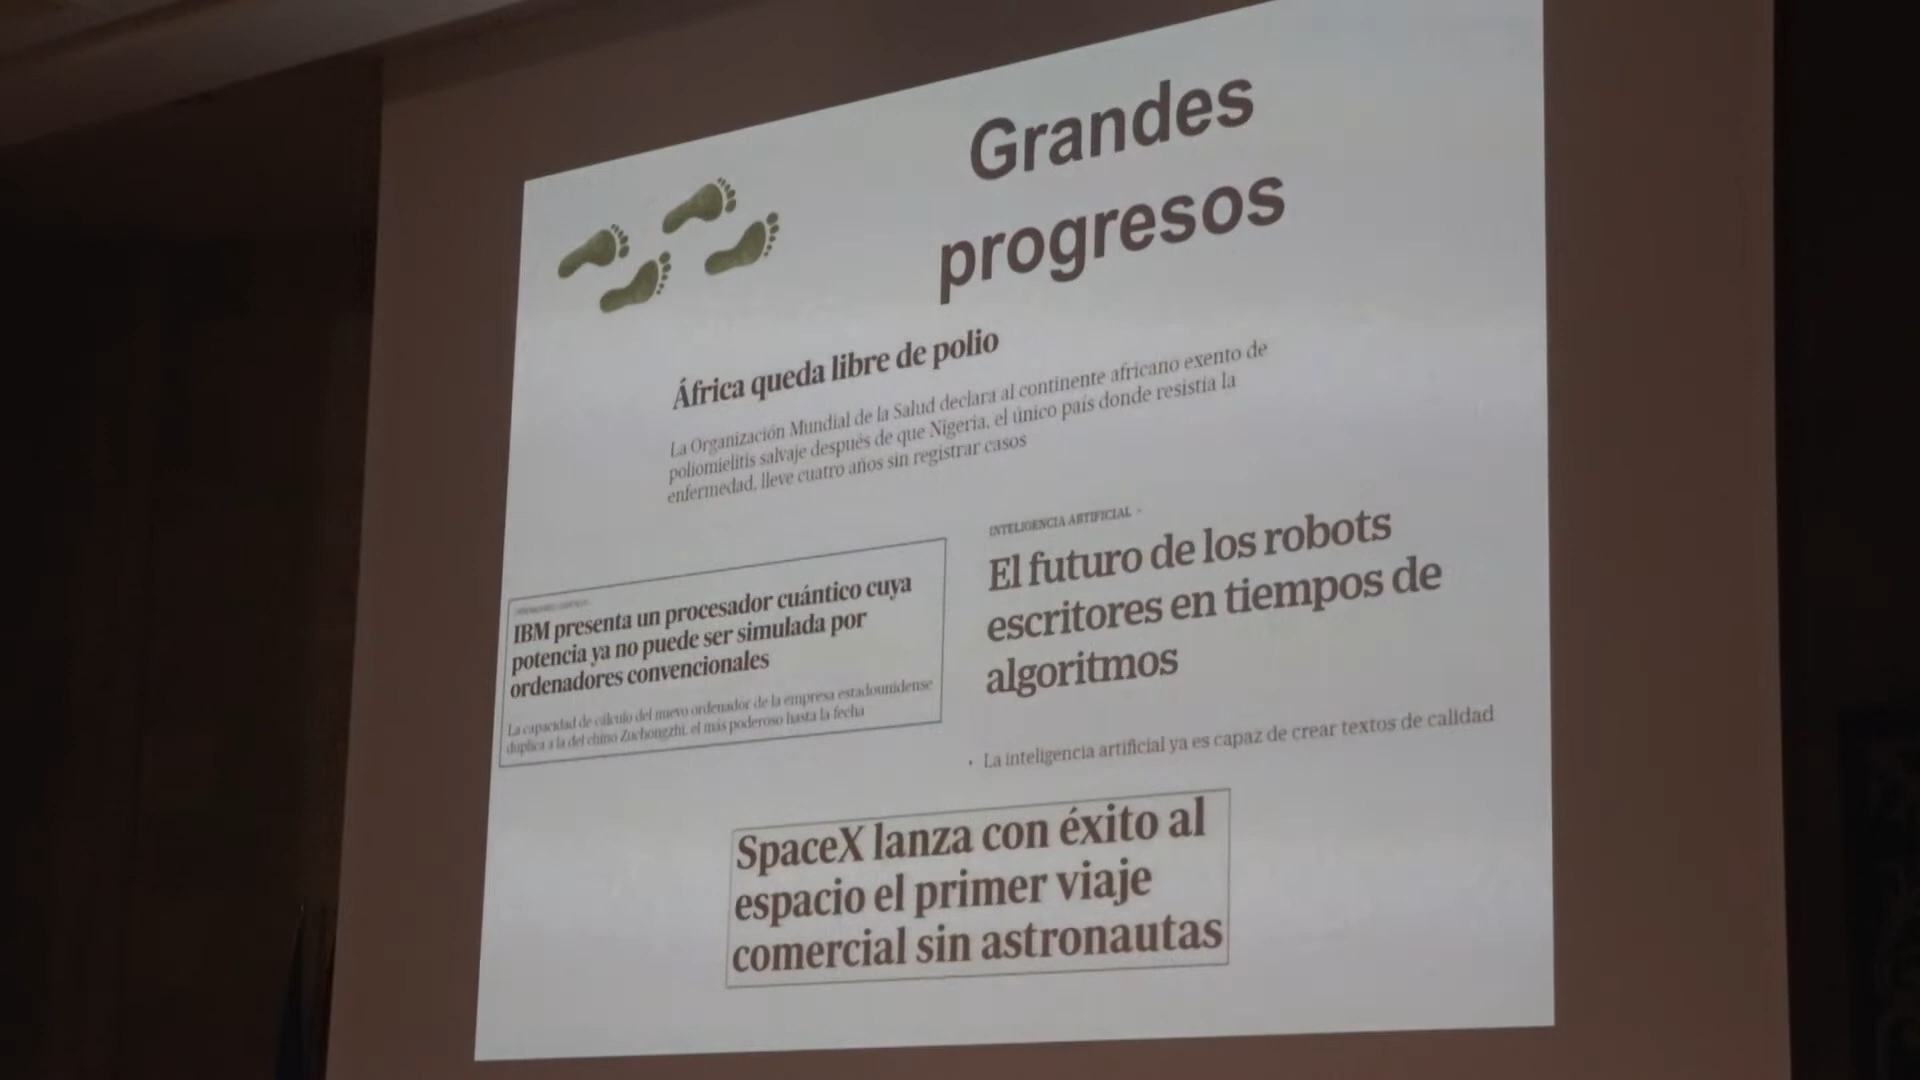 Grandes
progresos
África queda libre de polio
La Organización Mundial de la Salud declara al continente africano exento de
poliomielitis salvaje después de que Nigeria, el único país donde resistía la
enfermedad, lleve cuatro años sin registrar casos
INTELIGENCIA ARTIFICIAL
El futuro de los robots
escritores en tiempos de
algoritmos
• La inteligencia artificial ya es capaz de crear textos de calidad
IBM presenta un procesador cuántico cuya
potencia ya no puede ser simulada por
ordenadores convencionales
La capacidad de cálculo del nuevo ordenador de la empresa estadounidense
duplica a la del chino Zuchongzhi, el más poderoso hasta la fecha
SpaceX lanza con éxito al
espacio el primer viaje
comercial sin astronautas